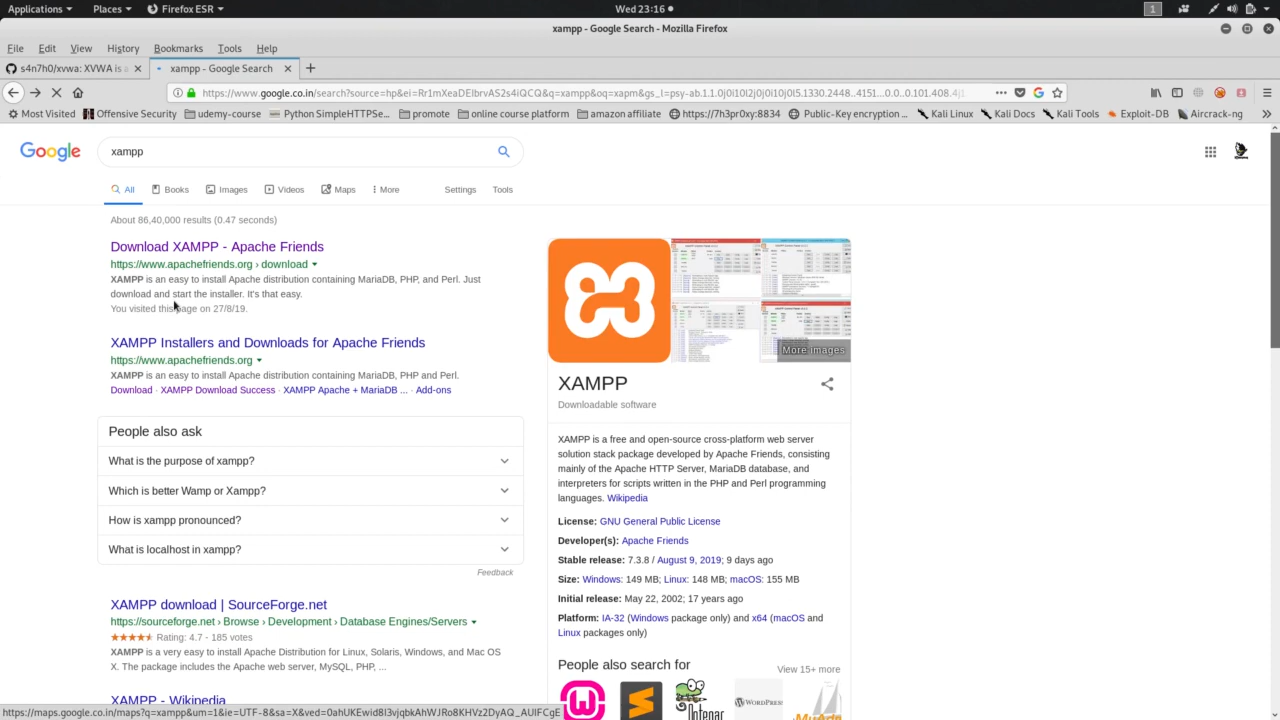 Applications Places Firefox ESR Wed 23:16 1
xampp - Google Search - Mozilla Firefox
File Edit View History Bookmarks Tools Help
s4n7h0/xvwa: XVWA is a xampp - Google Search
https://www.google.co.in/search?source=hp&ei=
Most Visited Offensive Security udemy-course Python SimpleHTTPSe... promote online course platform amazon affiliate https://h7h3pr0xy:8834 Public-Key encryption ... Kali Linux Kali Docs Kali Tools Exploit-DB Aircrack-ng
Google xampp
All Books Images Videos Maps More Settings Tools
About 86,40,000 results (0.47 seconds)
Download XAMPP - Apache Friends
https://www.apachefriends.org › download
XAMPP is an easy to install Apache distribution containing MariaDB, PHP, and Perl. Just
download and start the installer. It's that easy.
You visited this page on 27/8/19.
XAMPP Installers and Downloads for Apache Friends
https://www.apachefriends.org
XAMPP is an easy to install Apache distribution containing MariaDB, PHP and Perl.
Download · XAMPP Download Success · XAMPP Apache + MariaDB ... · Add-ons
People also ask
What is the purpose of xampp?
Which is better Wamp or Xampp?
How is xampp pronounced?
What is localhost in xampp?
Feedback
XAMPP download | SourceForge.net
https://sourceforge.net › Browse › Development › Database Engines/Servers
Rating: 4.7 - 185 votes
XAMPP is a very easy to install Apache Distribution for Linux, Solaris, Windows, and Mac OS
X. The package includes the Apache web server, MySQL, PHP, ...
XAMPP - Wikipedia
More images
XAMPP
Downloadable software
XAMPP is a free and open-source cross-platform web server
solution stack package developed by Apache Friends, consisting
mainly of the Apache HTTP Server, MariaDB database, and
interpreters for scripts written in the PHP and Perl programming
languages. Wikipedia
License: GNU General Public License
Developer(s): Apache Friends
Stable release: 7.3.8 / August 9, 2019; 9 days ago
Size: Windows: 149 MB; Linux: 148 MB; macOS: 155 MB
Initial release: May 22, 2002; 17 years ago
Platform: IA-32 (Windows package only) and x64 (macOS and
Linux packages only)
People also search for View 15+ more
WORDPRESS